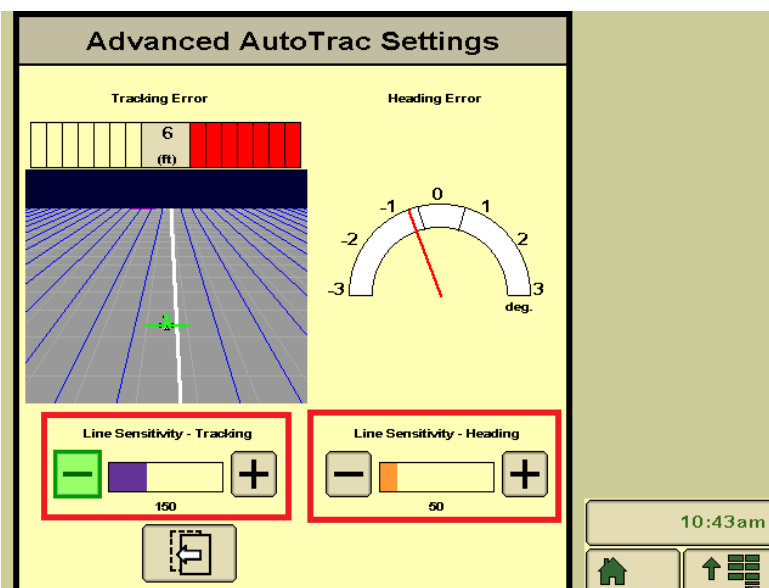 Advanced AutoTrac Settings
Tracking Error
Heading Error
6
(ft)
-3
-2
-1
0
1
2
3
deg.
Line Sensitivity - Tracking
Line Sensitivity - Heading
150
50
10:43am